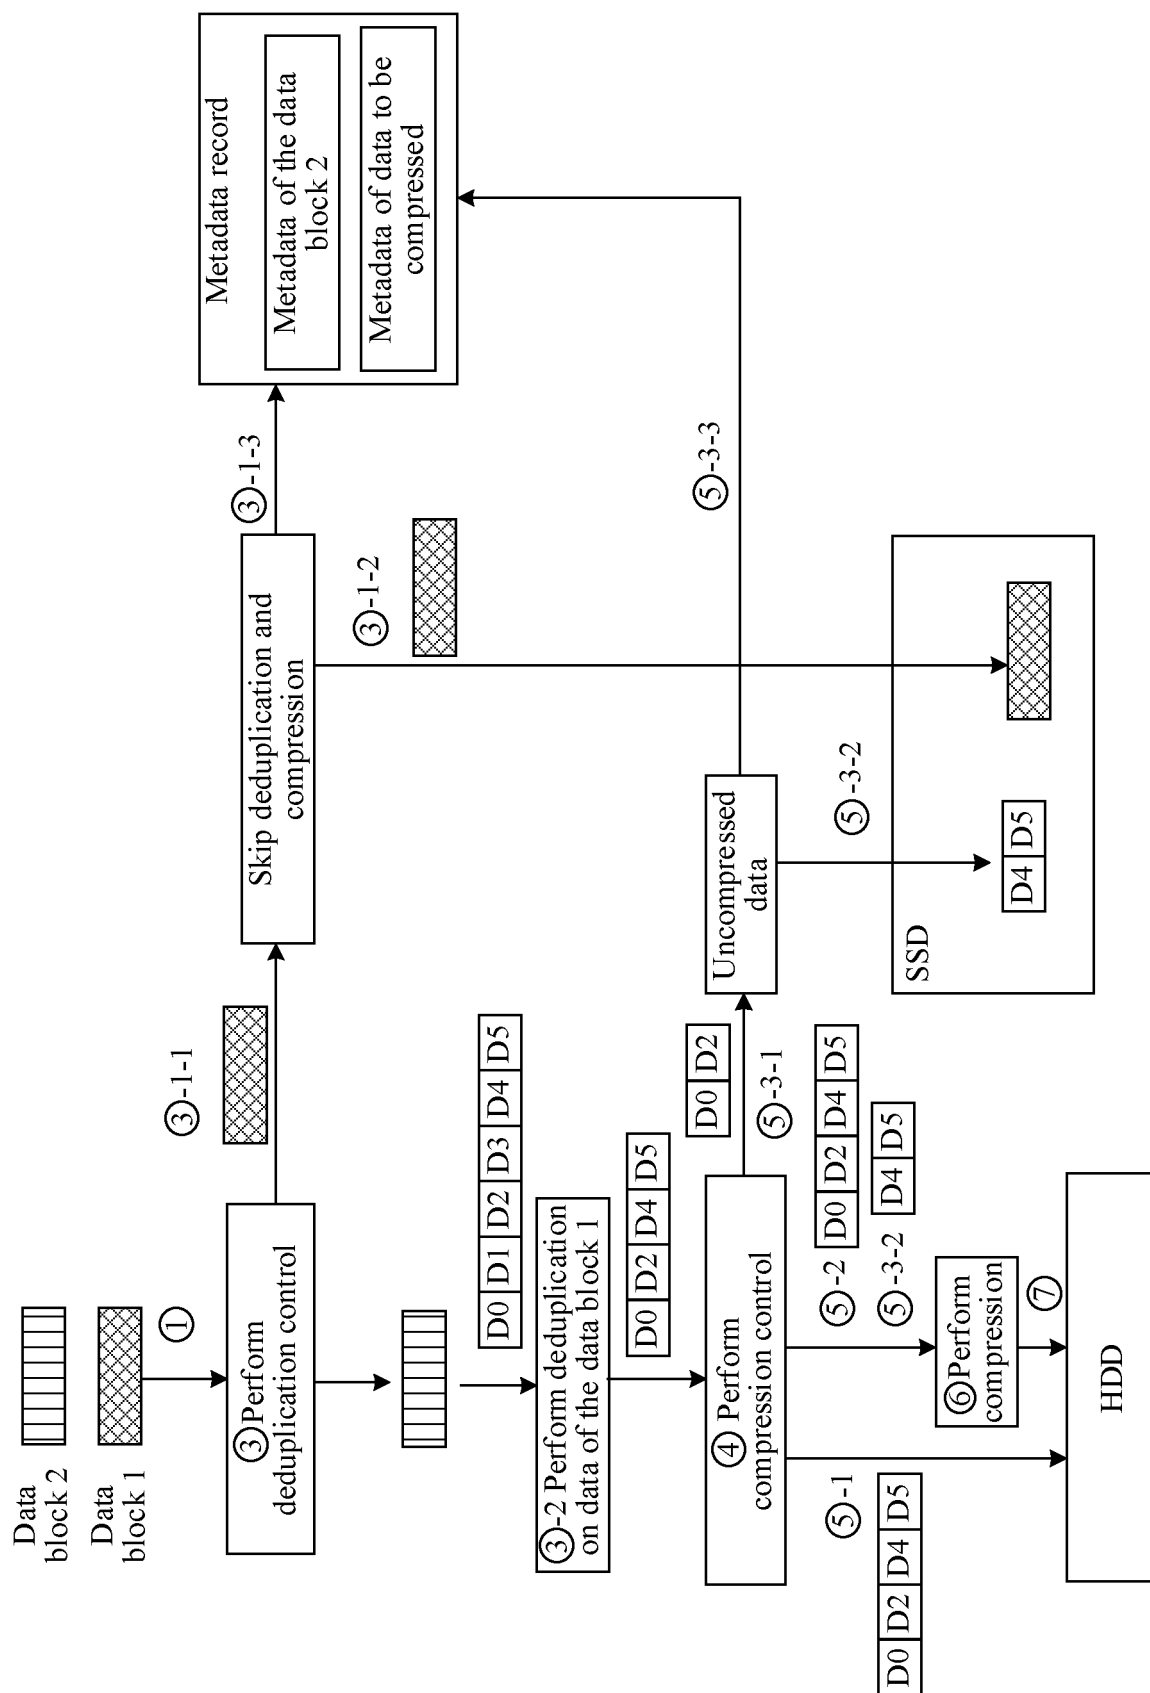 Data
block 2
Data
block 1
①
③ Perform
deduplication control
③-1-1
Skip deduplication and
compression
③-1-2
③-1-3
Metadata record
Metadata of the data
block 2
Metadata of data to be
compressed
D0 D1 D2 D3 D4 D5
③-2 Perform deduplication
on data of the data block 1
D0 D2 D4 D5
④ Perform
compression control
D0 D2
⑤-3-1
Uncompressed
data
⑤-3-3
⑤-3-2
SSD
D4 D5
⑤-1
D0 D2 D4 D5
⑤-2
D0 D2 D4 D5
⑤-3-2
D4 D5
⑥ Perform
compression
⑦
HDD